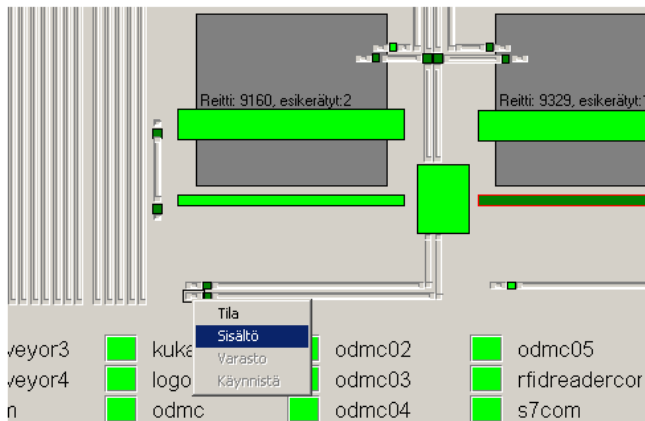 Reitti: 9160, esikerätyt:2
Reitti: 9329, esikerätyt:
Tila
Sisältö
Varasto
Käynnistä
veyor3 kuka odmc02 odmc05
veyor4 logo odmc03 rfidreadercor
odmc odmc04 s7com